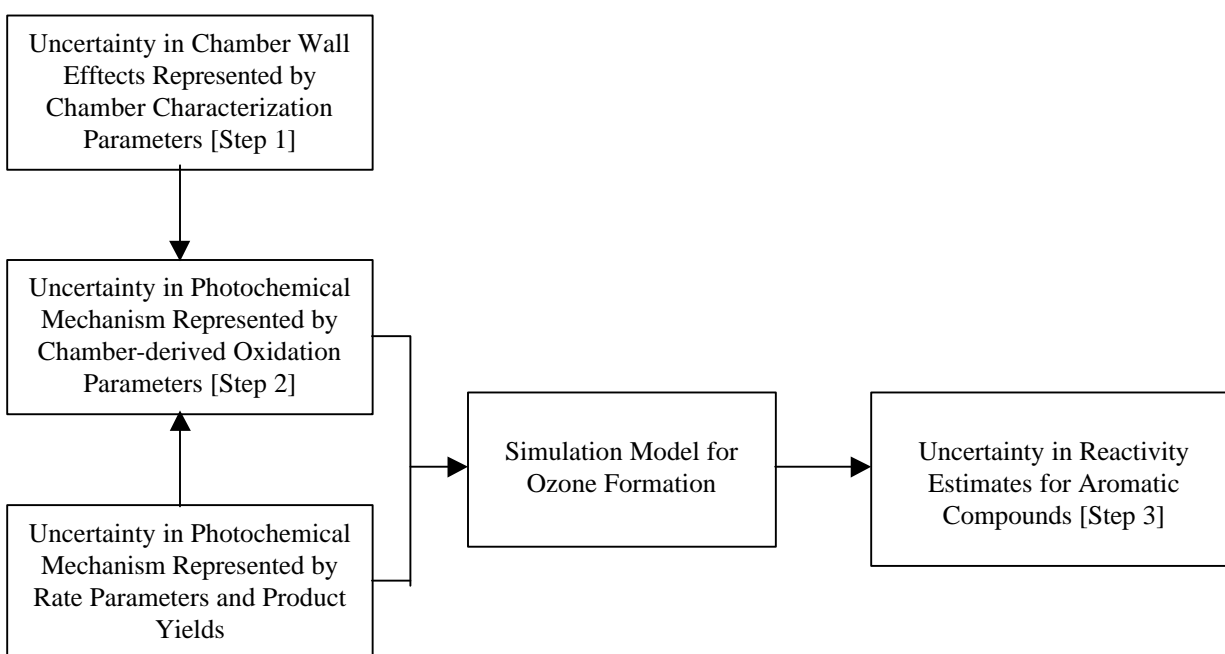 Uncertainty in Chamber Wall
Efftects Represented by
Chamber Characterization
Parameters [Step 1]
Uncertainty in Photochemical
Mechanism Represented by
Chamber-derived Oxidation
Parameters [Step 2]
Uncertainty in Photochemical
Mechanism Represented by
Rate Parameters and Product
Yields
Simulation Model for
Ozone Formation
Uncertainty in Reactivity
Estimates for Aromatic
Compounds [Step 3]